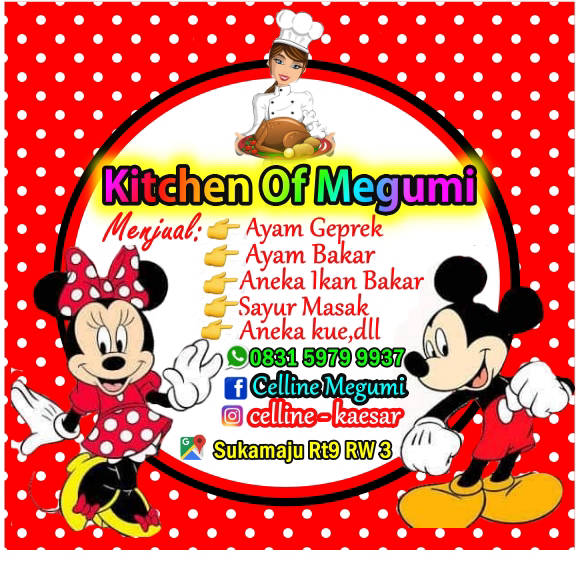 Kitchen Of Megumi
Menjual: Ayam Geprek
Ayam Bakar
Aneka Ikan Bakar
Sayur Masak
Aneka kue,dll
0831 5979 9937
Celline Megumi
celline - kaesar
Sukamaju Rt9 RW 3